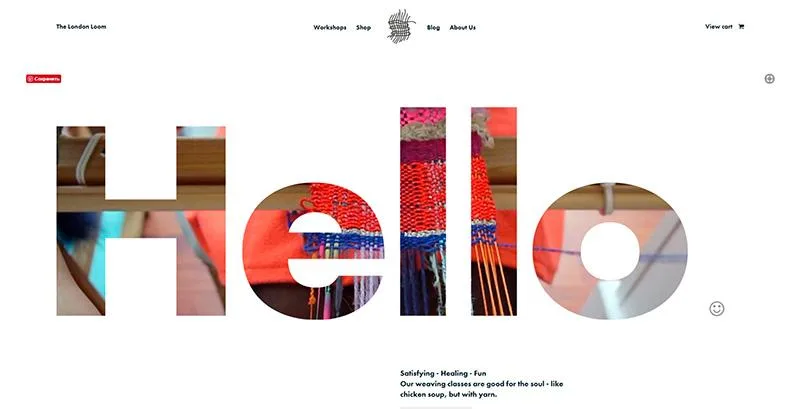 The London Loom
Workshops Shop Blog About Us
View cart
Сохранить
Hello
Satisfying - Healing - Fun
Our weaving classes are good for the soul - like
chicken soup, but with yarn.